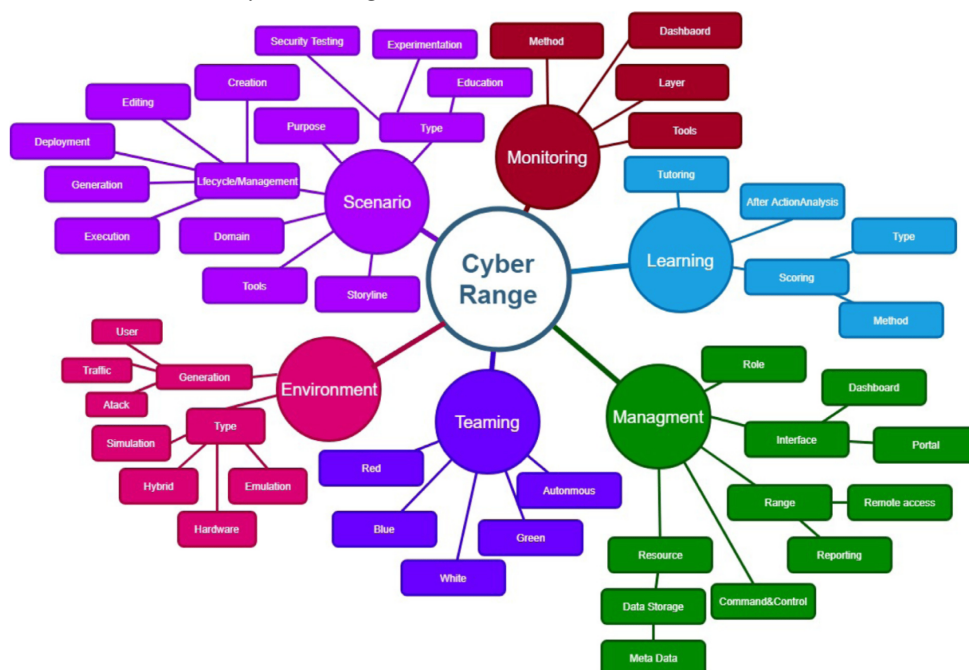 Cyber
Range
Scenario
Security Testing
Experimentation
Education
Type
Creation
Editing
Deployment
Generation
Execution
Lfecycle/Management
Purpose
Domain
Tools
Storyline
Monitoring
Method
Dashbaord
Layer
Tools
Learning
Tutoring
After ActionAnalysis
Scoring
Type
Method
Environment
User
Traffic
Atack
Generation
Type
Simulation
Hybrid
Hardware
Emulation
Teaming
Red
Blue
White
Green
Autonmous
Managment
Role
Interface
Dashboard
Portal
Range
Remote access
Reporting
Command&Control
Resource
Data Storage
Meta Data